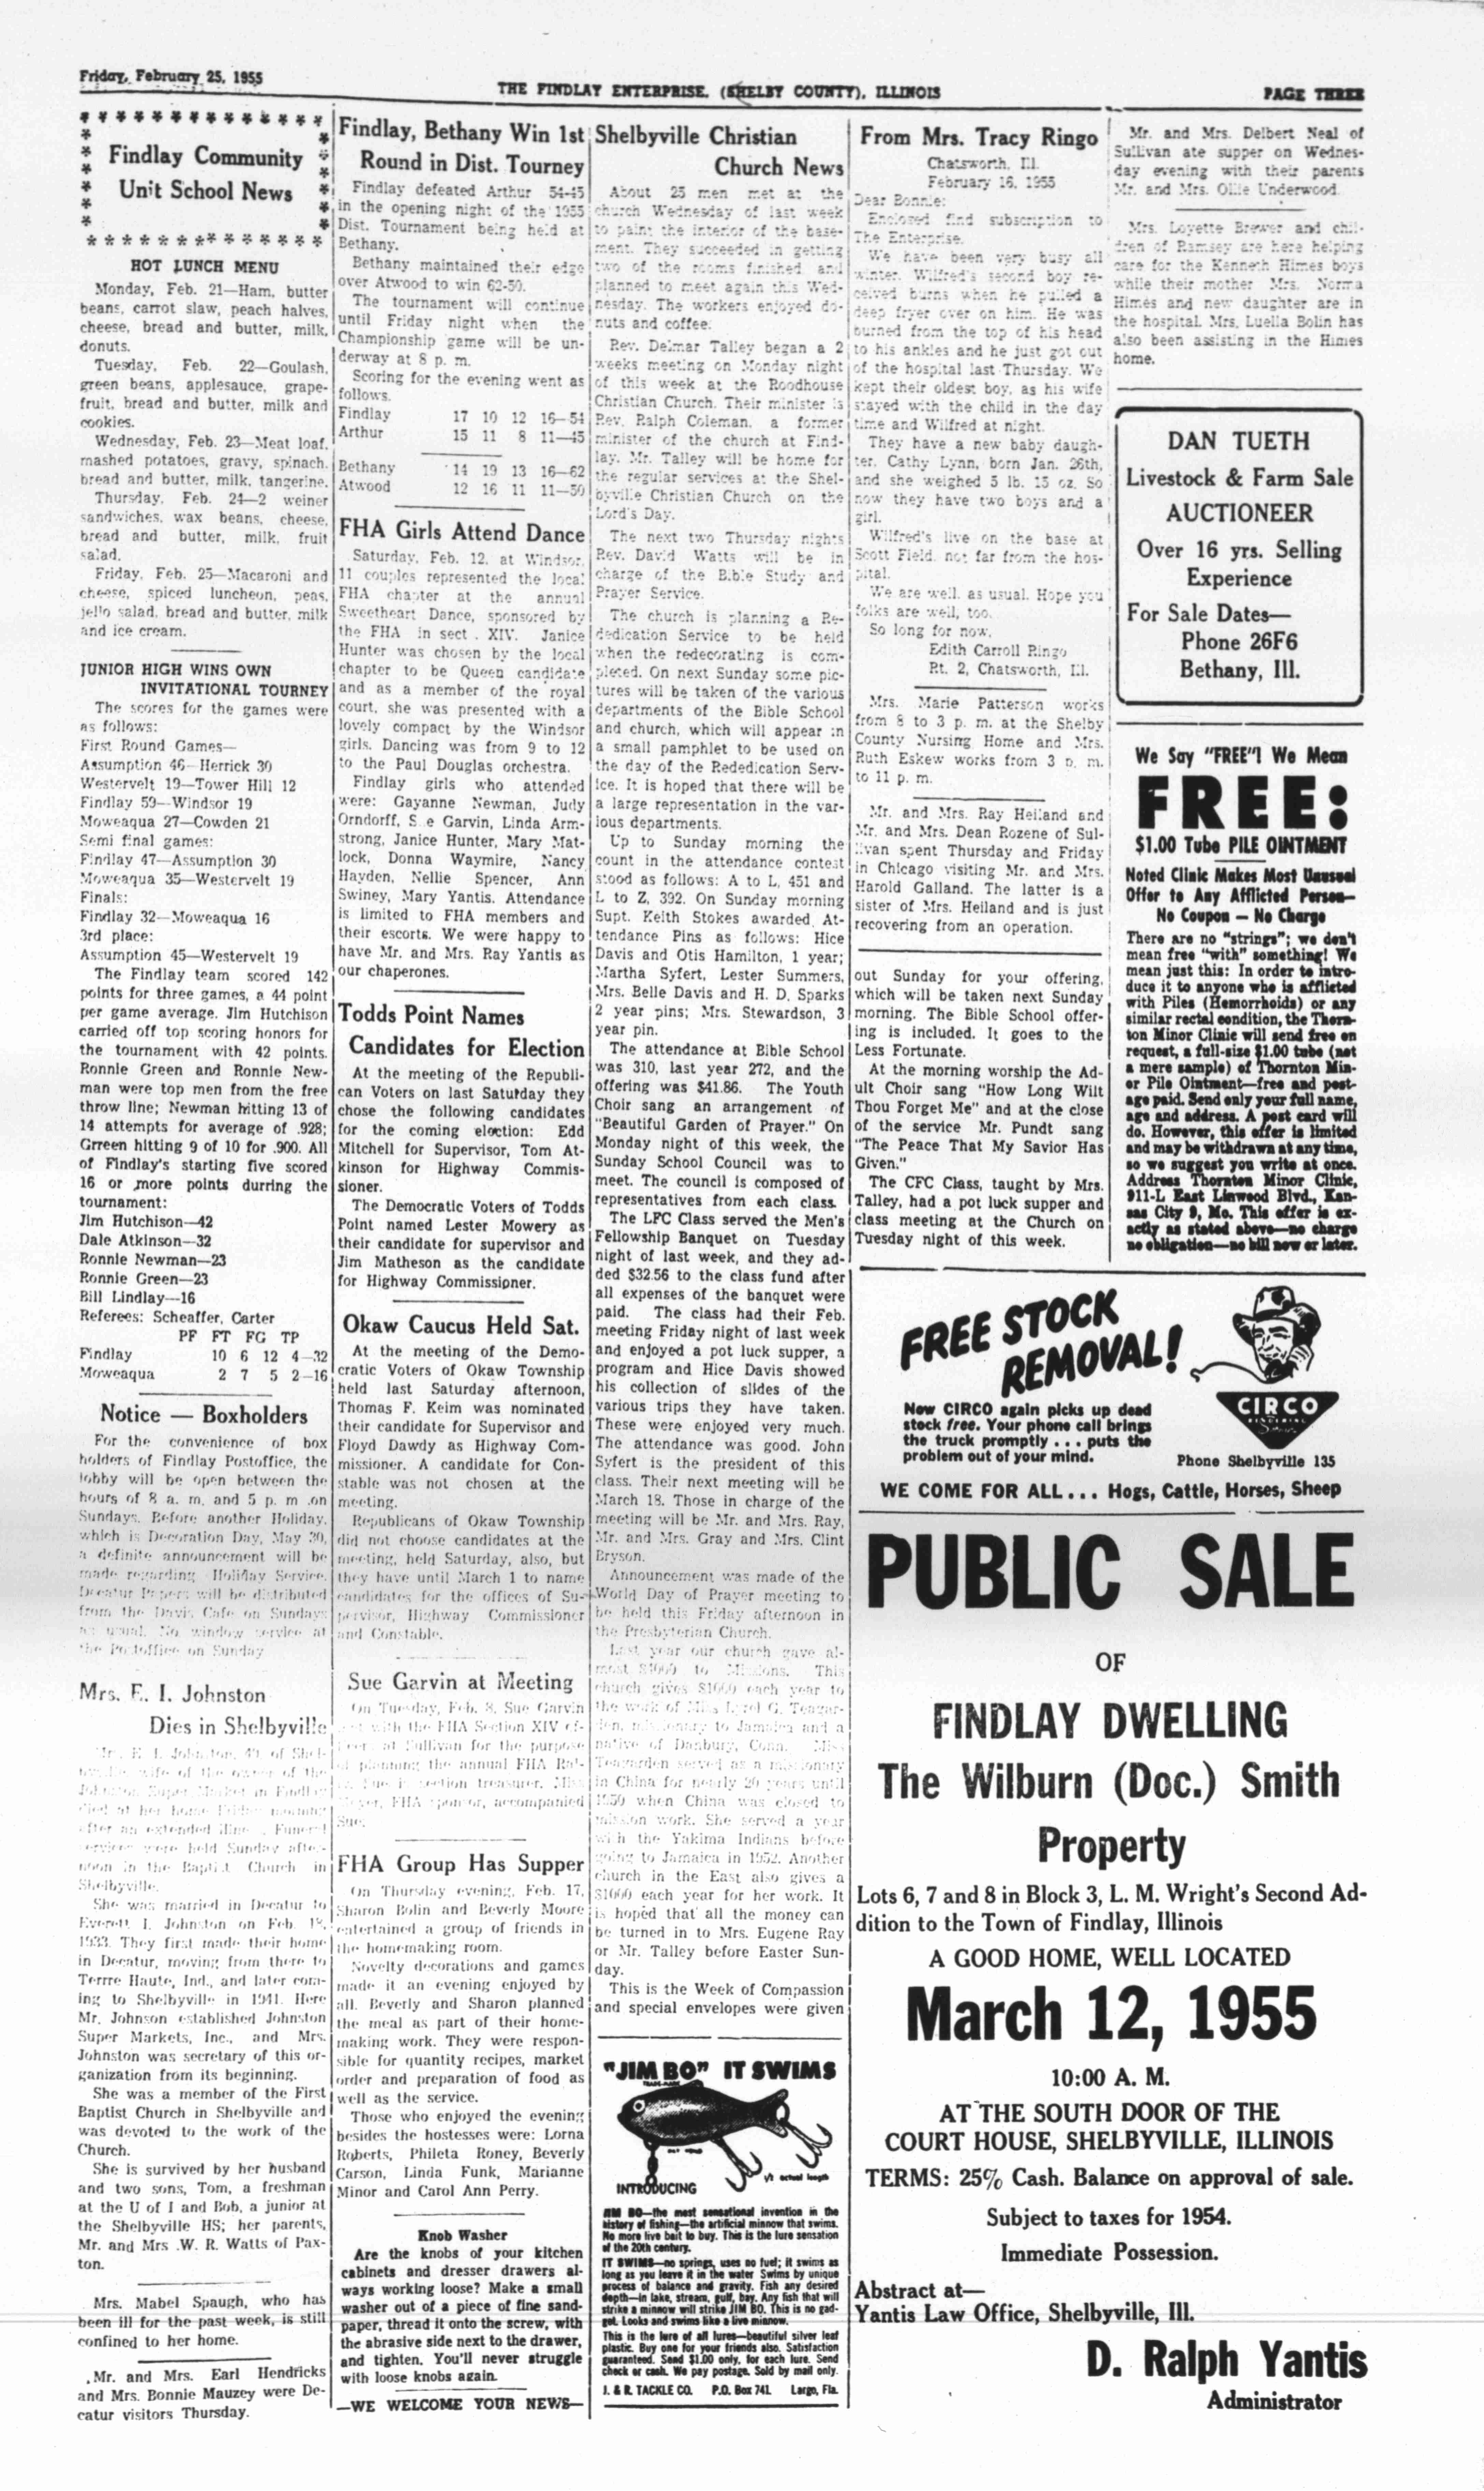 Friday, February 25, 1955
THE FINDLAY ENTERPRISE, (SHELBY COUNTY), ILLINOIS
PAGE THREE
Findlay Community
Unit School News
HOT LUNCH MENU
Monday, Feb. 21—Ham, butter
beans, carrot slaw, peach halves,
cheese, bread and butter, milk,
donuts.
Tuesday, Feb. 22—Goulash,
green beans, applesauce, grape-
fruit, bread and butter, milk and
cookies.
Wednesday, Feb. 23—Meat loaf,
mashed potatoes, gravy, spinach,
bread and butter, milk, tangerine.
Thursday, Feb. 24—2 weiner
sandwiches, wax beans, cheese,
bread and butter, milk, fruit
salad.
Friday, Feb. 25—Macaroni and
cheese, spiced luncheon, peas,
jello salad, bread and butter, milk
and ice cream.
JUNIOR HIGH WINS OWN
INVITATIONAL TOURNEY
The scores for the games were
as follows:
First Round Games—
Assumption 46—Herrick 30
Westervelt 19—Tower Hill 12
Findlay 59—Windsor 19
Moweaqua 27—Cowden 21
Semi final games:
Findlay 47—Assumption 30
Moweaqua 35—Westervelt 19
Finals:
Findlay 32—Moweaqua 16
3rd place:
Assumption 45—Westervelt 19
The Findlay team scored 142
points for three games, a 44 point
per game average. Jim Hutchison
carried off top scoring honors for
the tournament with 42 points.
Ronnie Green and Ronnie New-
man were top men from the free
throw line; Newman hitting 13 of
14 attempts for average of .928;
Grreen hitting 9 of 10 for .900. All
of Findlay's starting five scored
16 or more points durring the
tournament:
Jim Hutchison—42
Dale Atkinson—32
Ronnie Newman—23
Ronnie Green—23
Bill Lindlay—16
Referees: Scheaffer, Carter
PF FT FG TP
Findlay 10 6 12 4—32
Moweaqua 2 7 5 2—16
Notice — Boxholders
For the convenience of box
holders of Findlay Postoffice, the
lobby will be open between the
hours of 8 a. m. and 5 p. m .on
Sundays. Before another Holiday,
which is Decoration Day, May 30,
a definite announcement will be
made regarding Holiday Service.
Decatur Papers will be distributed
from the Davis Cafe on Sundays
as usual. No window service at
the Postoffice on Sunday
Mrs. E. I. Johnston
Dies in Shelbyville
Mrs. E. I. Johnston, of Shel-
byville, wife of the owner of the
Johnston Super Market in Findlay
died at her home Friday morning
after an extended illness. Funeral
services were held Sunday after-
noon in the Baptist Church in
Shelbyville.
She was married in Decatur to
Everett I. Johnston on Feb. 18,
1933. They first made their home
in Decatur, moving from there to
Terrre Haute, Ind., and later com-
ing to Shelbyville in 1941. Here
Mr. Johnson established Johnston
Super Markets, Inc., and Mrs.
Johnston was secretary of this or-
ganization from its beginning.
She was a member of the First
Baptist Church in Shelbyville and
was devoted to the work of the
Church.
She is survived by her husband
and two sons, Tom, a freshman
at the U of I and Bob, a junior at
the Shelbyville HS; her parents,
Mr. and Mrs .W. R. Watts of Pax-
ton.
Mrs. Mabel Spaugh, who has
been ill for the past week, is still
confined to her home.
Mr. and Mrs. Earl Hendricks
and Mrs. Bonnie Mauzey were De-
catur visitors Thursday.
Findlay, Bethany Win 1st
Round in Dist. Tourney
Findlay defeated Arthur 54-45
in the opening night of the 1955
Dist. Tournament being held at
Bethany.
Bethany maintained their edge
over Atwood to win 62-50.
The tournament will continue
until Friday night when the
Championship game will be un-
derway at 8 p. m.
Scoring for the evening went as
follows.
Findlay 17 10 12 16—54
Arthur 15 11 8 11—45
Bethany 14 19 13 16—62
Atwood 12 16 11 11—50
FHA Girls Attend Dance
Saturday, Feb. 12, at Windsor,
11 couples represented the local
FHA chapter at the annual
Sweetheart Dance, sponsored by
the FHA in sect . XIV. Janice
Hunter was chosen by the local
chapter to be Queen candidate
and as a member of the royal
court, she was presented with a
lovely compact by the Windsor
girls. Dancing was from 9 to 12
to the Paul Douglas orchestra.
Findlay girls who attended
were: Gayanne Newman, Judy
Orndorff, S e Garvin, Linda Arm-
strong, Janice Hunter, Mary Mat-
lock, Donna Waymire, Nancy
Hayden, Nellie Spencer, Ann
Swiney, Mary Yantis. Attendance
is limited to FHA members and
their escorts. We were happy to
have Mr. and Mrs. Ray Yantis as
our chaperones.
Todds Point Names
Candidates for Election
At the meeting of the Republi-
can Voters on last Saturday they
chose the following candidates
for the coming election: Edd
Mitchell for Supervisor, Tom At-
kinson for Highway Commis-
sioner.
The Democratic Voters of Todds
Point named Lester Mowery as
their candidate for supervisor and
Jim Matheson as the candidate
for Highway Commissioner.
Okaw Caucus Held Sat.
At the meeting of the Demo-
cratic Voters of Okaw Township
held last Saturday afternoon,
Thomas F. Keim was nominated
their candidate for Supervisor and
Floyd Dawdy as Highway Com-
missioner. A candidate for Con-
stable was not chosen at the
meeting.
Republicans of Okaw Township
did not choose candidates at the
meeting, held Saturday, also, but
they have until March 1 to name
candidates for the offices of Su-
pervisor, Highway Commissioner
and Constable.
Sue Garvin at Meeting
On Tuesday, Feb. 8, Sue Garvin
met with the FHA Section XIV of-
ficers at Sullivan for the purpose
of planning the annual FHA Ral-
ly. Sue is section treasurer. Miss
Meyer, FHA sponsor, accompanied
Sue.
FHA Group Has Supper
On Thursday evening, Feb. 17,
Sharon Bolin and Beverly Moore
entertained a group of friends in
the homemaking room.
Novelty decorations and games
made it an evening enjoyed by
all. Beverly and Sharon planned
the meal as part of their home-
making work. They were respon-
sible for quantity recipes, market
order and preparation of food as
well as the service.
Those who enjoyed the evening
besides the hostesses were: Lorna
Roberts, Phileta Roney, Beverly
Carson, Linda Funk, Marianne
Minor and Carol Ann Perry.
Knob Washer
Are the knobs of your kitchen
cabinets and dresser drawers al-
ways working loose? Make a small
washer out of a piece of fine sand-
paper, thread it onto the screw, with
the abrasive side next to the drawer,
and tighten. You'll never struggle
with loose knobs again.
—WE WELCOME YOUR NEWS—
Shelbyville Christian
Church News
About 25 men met at the
church Wednesday of last week
to paint the interior of the base-
ment. They succeeded in getting
two of the rooms finished and
planned to meet again this Wed-
nesday. The workers enjoyed do-
nuts and coffee.
Rev. Delmar Talley began a 2
weeks meeting on Monday night
of this week at the Roodhouse
Christian Church. Their minister is
Rev. Ralph Coleman, a former
minister of the church at Find-
lay. Mr. Talley will be home for
the regular services at the Shel-
byville Christian Church on the
Lord's Day.
The next two Thursday nights
Rev. David Watts will be in
charge of the Bible Study and
Prayer Service.
The church is planning a Re-
dedication Service to be held
when the redecorating is com-
pleted. On next Sunday some pic-
tures will be taken of the various
departments of the Bible School
and church, which will appear in
a small pamphlet to be used on
the day of the Rededication Serv-
ice. It is hoped that there will be
a large representation in the var-
ious departments.
Up to Sunday morning the
count in the attendance contest
stood as follows: A to L, 451 and
L to Z, 392. On Sunday morning
Supt. Keith Stokes awarded At-
tendance Pins as follows: Hice
Davis and Otis Hamilton, 1 year;
Martha Syfert, Lester Summers,
Mrs. Belle Davis and H. D. Sparks
2 year pins; Mrs. Stewardson, 3
year pin.
The attendance at Bible School
was 310, last year 272, and the
offering was $41.86. The Youth
Choir sang an arrangement of
"Beautiful Garden of Prayer." On
Monday night of this week, the
Sunday School Council was to
meet. The council is composed of
representatives from each class.
The LFC Class served the Men's
Fellowship Banquet on Tuesday
night of last week, and they ad-
ded $32.56 to the class fund after
all expenses of the banquet were
paid. The class had their Feb.
meeting Friday night of last week
and enjoyed a pot luck supper, a
program and Hice Davis showed
his collection of slides of the
various trips they have taken.
These were enjoyed very much.
The attendance was good. John
Syfert is the president of this
class. Their next meeting will be
March 18. Those in charge of the
meeting will be Mr. and Mrs. Ray,
Mr. and Mrs. Gray and Mrs. Clint
Bryson.
Announcement was made of the
World Day of Prayer meeting to
be held this Friday afternoon in
the Presbyterian Church.
Last year our church gave al-
most $1000 to Missions. This
church gives $1000 each year to
the work of Miss G. Teagar-
den, missionary to Jamaica and a
native of Danbury, Conn. Miss
Teagarden served as a missionary
in China for nearly 20 years until
1950 when China was closed to
mission work. She served a year
with the Yakima Indians before
going to Jamaica in 1952. Another
church in the East also gives a
$1000 each year for her work. It
is hoped that all the money can
be turned in to Mrs. Eugene Ray
or Mr. Talley before Easter Sun-
day.
This is the Week of Compassion
and special envelopes were given
"JIM BO" IT SWIMS
TRADE-MARK
1/2 actual length
INTRODUCING
JIM BO—the most sensational invention in the
history of fishing—the artificial minnow that swims.
No more live bait to buy. This is the lure sensation
of the 20th century.
IT SWIMS—no springs, uses no fuel; it swims as
long as you leave it in the water Swims by unique
process of balance and gravity. Fish any desired
depth—in lake, stream, gulf, bay. Any fish that will
strike a minnow will strike JIM BO. This is no gad-
get. Looks and swims like a live minnow.
This is the lure of all lures—beautiful silver leaf
plastic. Buy one for your friends also. Satisfaction
guaranteed. Send $1.00 only, for each lure. Send
check or cash. We pay postage. Sold by mail only.
J. & R. TACKLE CO. P.O. Box 741 Largo, Fla.
From Mrs. Tracy Ringo
Chatsworth, Ill.
February 16, 1955
Dear Bonnie:
Enclosed find subscription to
The Enterprise.
We have been very busy all
winter. Wilfred's second boy re-
ceived burns when he pulled a
deep fryer over on him. He was
burned from the top of his head
to his ankles and he just got out
of the hospital last Thursday. We
kept their oldest boy, as his wife
stayed with the child in the day
time and Wilfred at night.
They have a new baby daugh-
ter, Cathy Lynn, born Jan. 26th,
and she weighed 5 lb. 15 oz. So
now they have two boys and a
girl.
Wilfred's live on the base at
Scott Field, not far from the hos-
pital.
We are well, as usual. Hope you
folks are well, too.
So long for now,
Edith Carroll Ringo
Rt. 2, Chatsworth, Ill.
Mrs. Marie Patterson works
from 8 to 3 p. m. at the Shelby
County Nursing Home and Mrs.
Ruth Eskew works from 3 p. m.
to 11 p. m.
Mr. and Mrs. Ray Heiland and
Mr. and Mrs. Dean Rozene of Sul-
livan spent Thursday and Friday
in Chicago visiting Mr. and Mrs.
Harold Galland. The latter is a
sister of Mrs. Heiland and is just
recovering from an operation.
out Sunday for your offering,
which will be taken next Sunday
morning. The Bible School offer-
ing is included. It goes to the
Less Fortunate.
At the morning worship the Ad-
ult Choir sang "How Long Wilt
Thou Forget Me" and at the close
of the service Mr. Pundt sang
"The Peace That My Savior Has
Given."
The CFC Class, taught by Mrs.
Talley, had a pot luck supper and
class meeting at the Church on
Tuesday night of this week.
Mr. and Mrs. Delbert Neal of
Sullivan ate supper on Wednes-
day evening with their parents
Mr. and Mrs. Ollie Underwood.
Mrs. Loyette Brewer and chil-
dren of Ramsey are here helping
care for the Kenneth Himes boys
while their mother Mrs. Norma
Himes and new daughter are in
the hospital. Mrs. Luella Bolin has
also been assisting in the Himes
home.
DAN TUETH
Livestock & Farm Sale
AUCTIONEER
Over 16 yrs. Selling
Experience
For Sale Dates—
Phone 26F6
Bethany, Ill.
We Say "FREE"! We Mean
FREE:
$1.00 Tube PILE OINTMENT
Noted Clinic Makes Most Unusual
Offer to Any Afflicted Person—
No Coupon — No Charge
There are no "strings"; we don't
mean free "with" something! We
mean just this: In order to intro-
duce it to anyone who is afflicted
with Piles (Hemorrhoids) or any
similar rectal condition, the Thorn-
ton Minor Clinic will send free on
request, a full-size $1.00 tube (not
a mere sample) of Thornton Min-
or Pile Ointment—free and post-
age paid. Send only your full name,
age and address. A post card will
do. However, this offer is limited
and may be withdrawn at any time,
so we suggest you write at once.
Address Thornton Minor Clinic,
911-L East Linwood Blvd., Kan-
sas City 9, Mo. This offer is ex-
actly as stated above—no charge
no obligation—no bill now or later.
FREE STOCK
REMOVAL!
Now CIRCO again picks up dead
stock free. Your phone call brings
the truck promptly . . . puts the
problem out of your mind.
CIRCO
Phone Shelbyville 135
WE COME FOR ALL . . . Hogs, Cattle, Horses, Sheep
PUBLIC SALE
OF
FINDLAY DWELLING
The Wilburn (Doc.) Smith
Property
Lots 6, 7 and 8 in Block 3, L. M. Wright's Second Ad-
dition to the Town of Findlay, Illinois
A GOOD HOME, WELL LOCATED
March 12, 1955
10:00 A. M.
AT THE SOUTH DOOR OF THE
COURT HOUSE, SHELBYVILLE, ILLINOIS
TERMS: 25% Cash. Balance on approval of sale.
Subject to taxes for 1954.
Immediate Possession.
Abstract at—
Yantis Law Office, Shelbyville, Ill.
D. Ralph Yantis
Administrator